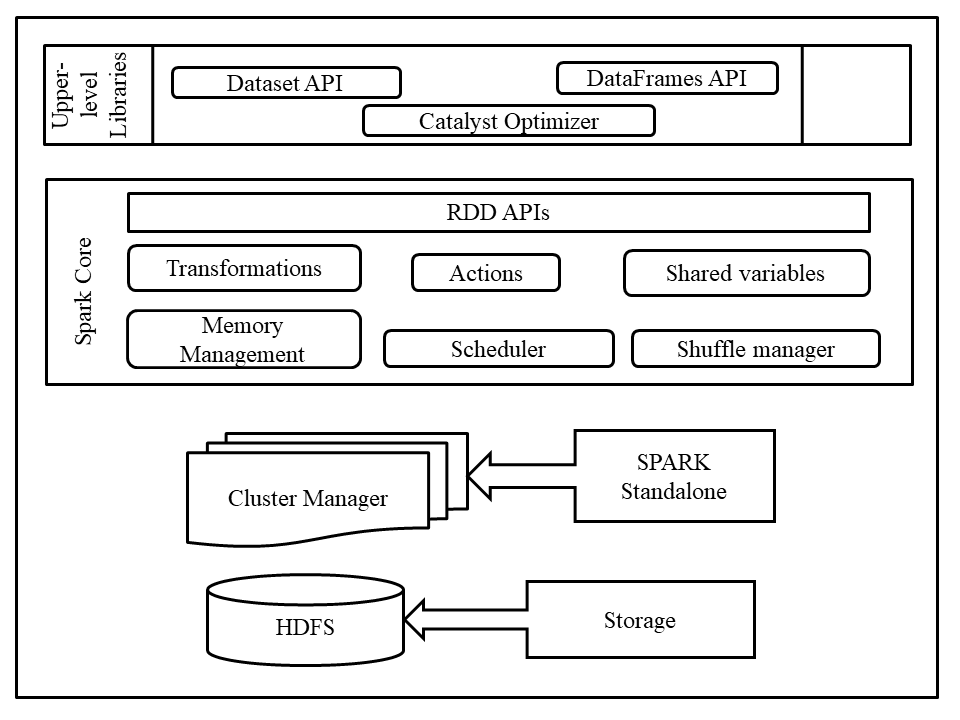 Upper-
level
Libraries
Dataset API
DataFrames API
Catalyst Optimizer
Spark Core
RDD APIs
Transformations
Actions
Shared variables
Memory
Management
Scheduler
Shuffle manager
Cluster Manager
SPARK
Standalone
HDFS
Storage